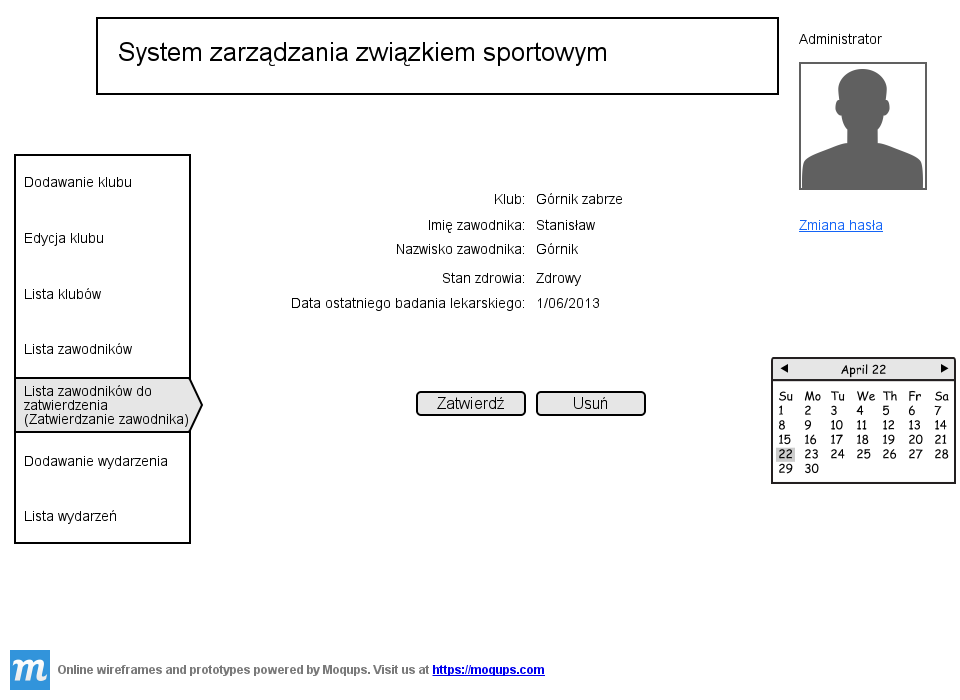 System zarządzania związkiem sportowym
Administrator
Zmiana hasła
Dodawanie klubu
Edycja klubu
Lista klubów
Lista zawodników
Lista zawodników do
zatwierdzenia
(Zatwierdzanie zawodnika)
Dodawanie wydarzenia
Lista wydarzeń
Klub: Górnik zabrze
Imię zawodnika: Stanisław
Nazwisko zawodnika: Górnik
Stan zdrowia: Zdrowy
Data ostatniego badania lekarskiego: 1/06/2013
Zatwierdź Usuń
April 22
Su Mo Tu We Th Fr Sa
1 2 3 4 5 6 7
8 9 10 11 12 13 14
15 16 17 18 19 20 21
22 23 24 25 26 27 28
29 30
m Online wireframes and prototypes powered by Moqups. Visit us at https://moqups.com